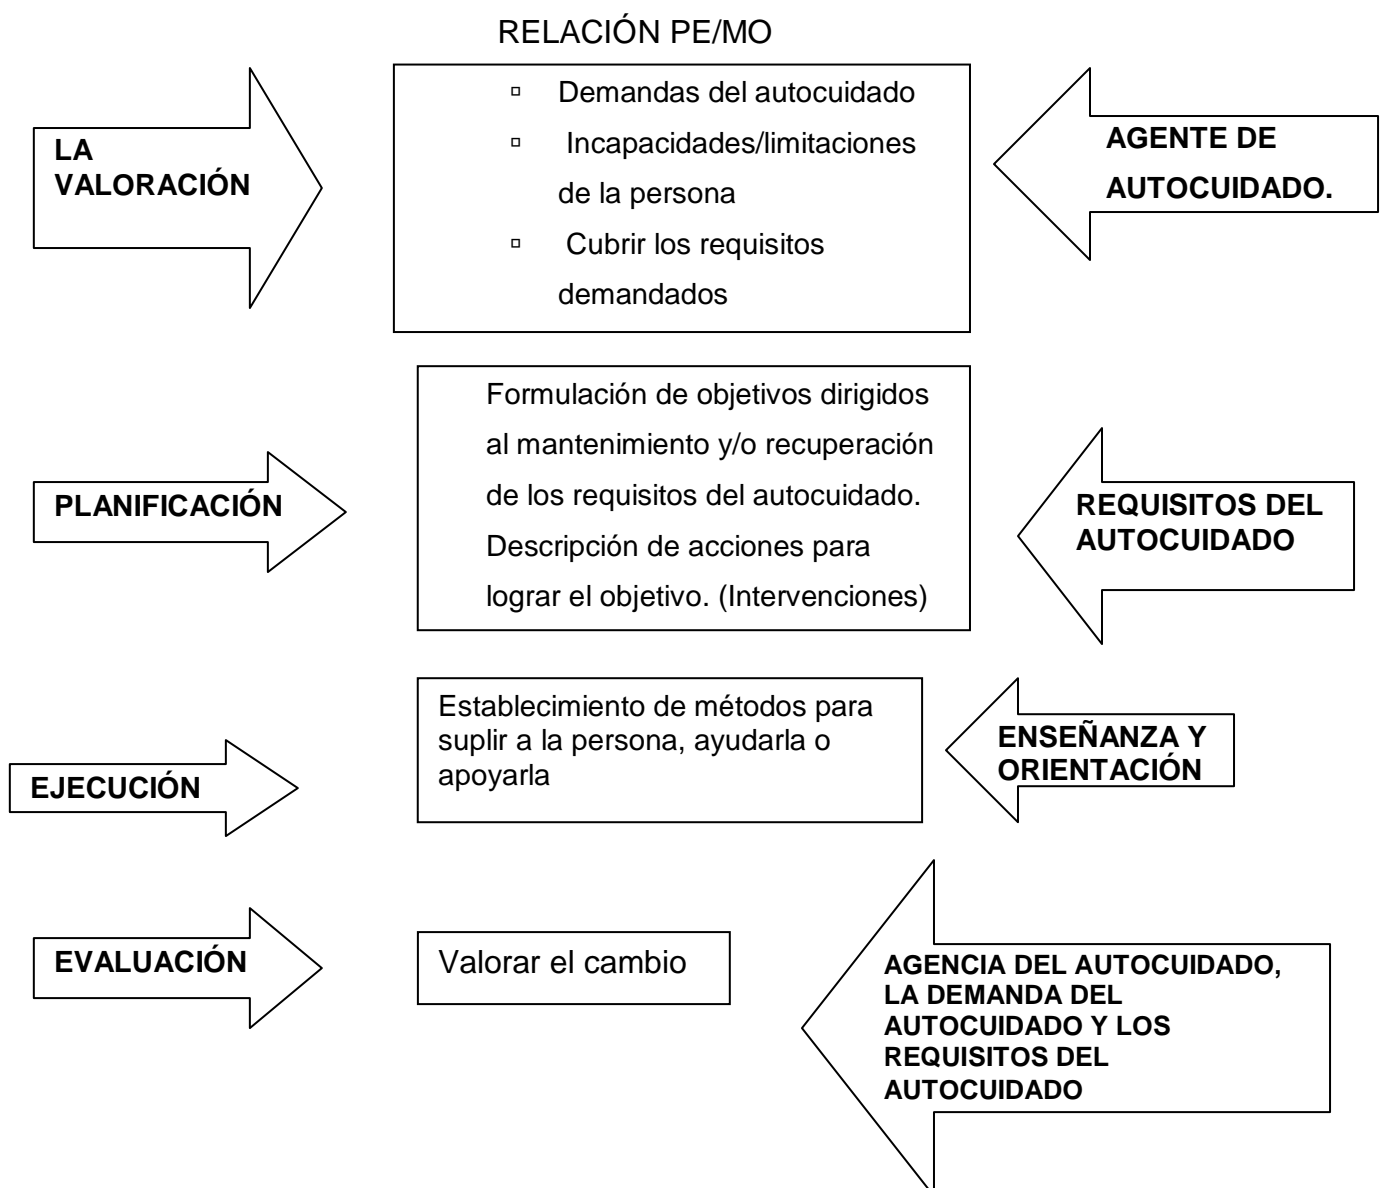 RELACIÓN PE/MO
LA
VALORACIÓN
▫ Demandas del autocuidado
▫ Incapacidades/limitaciones
de la persona
▫ Cubrir los requisitos
demandados
AGENTE DE
AUTOCUIDADO.
PLANIFICACIÓN
Formulación de objetivos dirigidos
al mantenimiento y/o recuperación
de los requisitos del autocuidado.
Descripción de acciones para
lograr el objetivo. (Intervenciones)
REQUISITOS DEL
AUTOCUIDADO
EJECUCIÓN
Establecimiento de métodos para
suplir a la persona, ayudarla o
apoyarla
ENSEÑANZA Y
ORIENTACIÓN
EVALUACIÓN
Valorar el cambio
AGENCIA DEL AUTOCUIDADO,
LA DEMANDA DEL
AUTOCUIDADO Y LOS
REQUISITOS DEL
AUTOCUIDADO